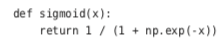 def sigmoid(x):
    return 1 / (1 + np.exp(-x))